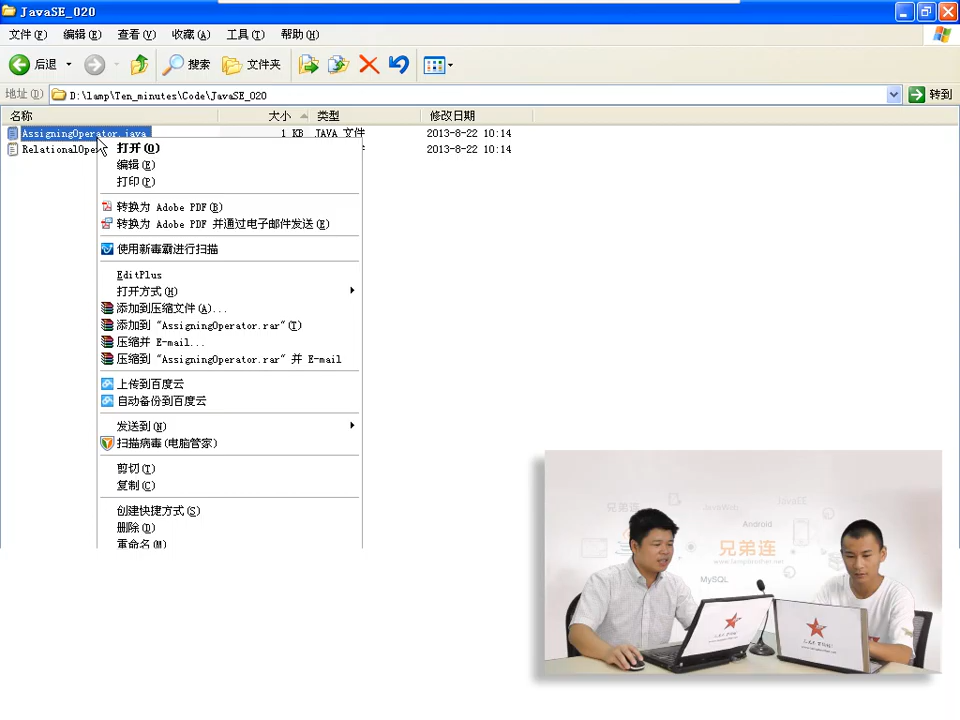 JavaSE_020
文件(F) 编辑(E) 查看(V) 收藏(A) 工具(T) 帮助(H)
后退 搜索 文件夹
地址(D) D:\lamp\Ten_minutes\Code\JavaSE_020 转到
名称 大小 类型 修改日期
AssigningOperator.java 1 KB JAVA 文件 2013-8-22 10:14
RelationalOpe 2013-8-22 10:14
打开(O)
编辑(E)
打印(P)
转换为 Adobe PDF(B)
转换为 Adobe PDF 并通过电子邮件发送(E)
使用新毒霸进行扫描
EditPlus
打开方式(H)
添加到压缩文件(A)...
添加到 "AssigningOperator.rar"(T)
压缩并 E-mail...
压缩到 "AssigningOperator.rar" 并 E-mail
上传到百度云
自动备份到百度云
发送到(N)
扫描病毒(电脑管家)
剪切(T)
复制(C)
创建快捷方式(S)
删除(D)
重命名(M)
兄弟连 JavaWeb JavaEE
Android
兄弟连
MySQL